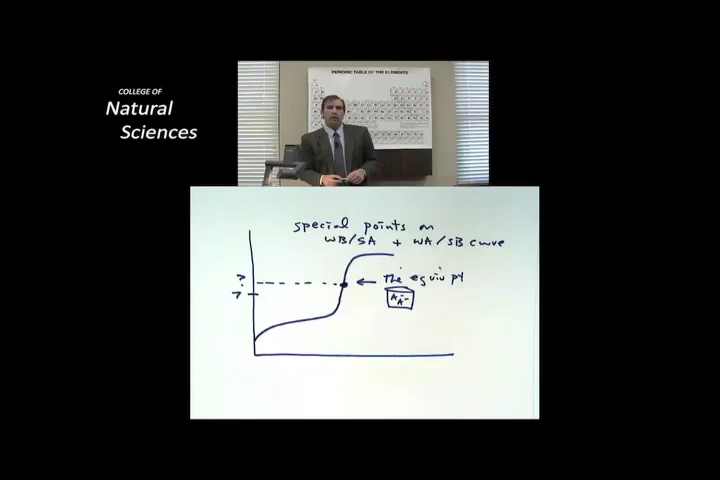 COLLEGE OF
Natural
Sciences
PERIODIC TABLE OF THE ELEMENTS
special points on
WB/SA + WA/SB curve
?
the equiv pt
7
A-
A-